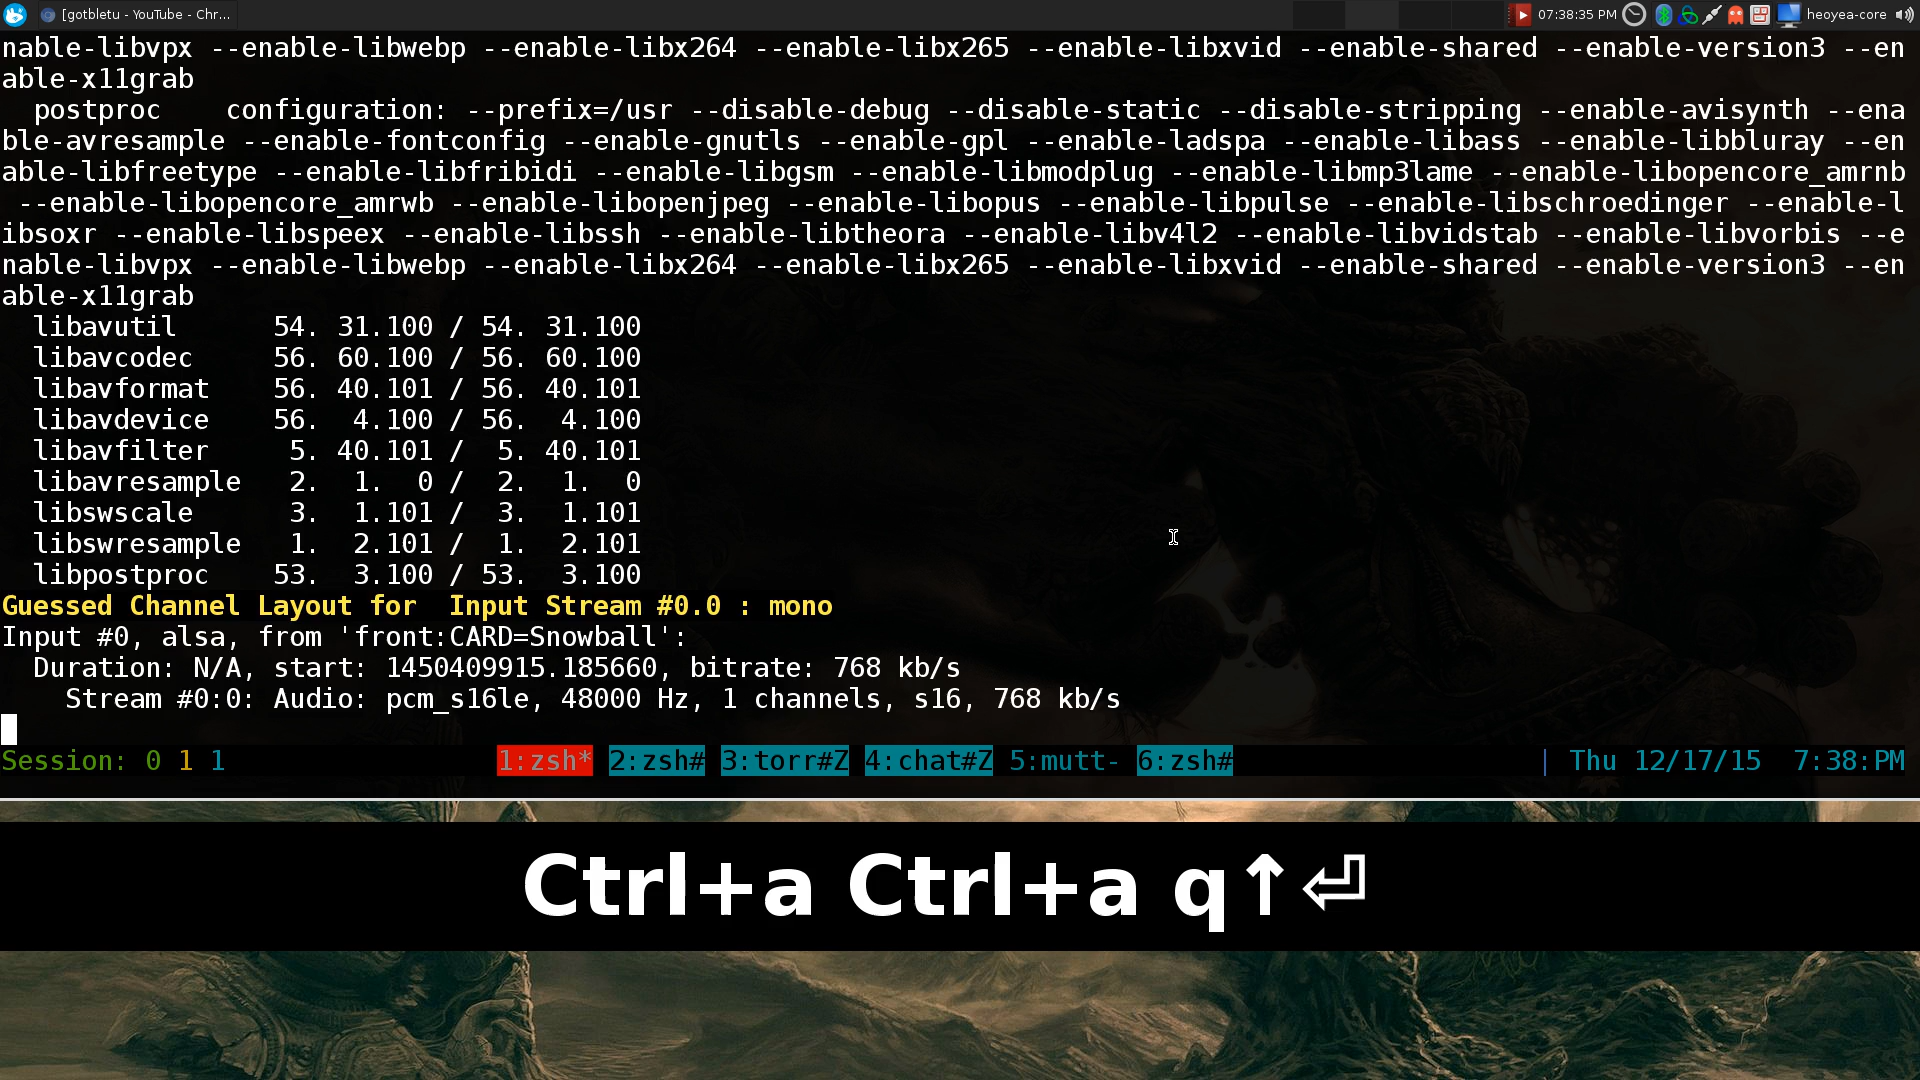 [gotbletu - YouTube - Chr... 07:38:35 PM heoyea-core
nable-libvpx --enable-libwebp --enable-libx264 --enable-libx265 --enable-libxvid --enable-shared --enable-version3 --en
able-x11grab
  postproc    configuration: --prefix=/usr --disable-debug --disable-static --disable-stripping --enable-avisynth --ena
ble-avresample --enable-fontconfig --enable-gnutls --enable-gpl --enable-ladspa --enable-libass --enable-libbluray --en
able-libfreetype --enable-libfribidi --enable-libgsm --enable-libmodplug --enable-libmp3lame --enable-libopencore_amrnb
 --enable-libopencore_amrwb --enable-libopenjpeg --enable-libopus --enable-libpulse --enable-libschroedinger --enable-l
ibsoxr --enable-libspeex --enable-libssh --enable-libtheora --enable-libv4l2 --enable-libvidstab --enable-libvorbis --e
nable-libvpx --enable-libwebp --enable-libx264 --enable-libx265 --enable-libxvid --enable-shared --enable-version3 --en
able-x11grab
  libavutil      54. 31.100 / 54. 31.100
  libavcodec     56. 60.100 / 56. 60.100
  libavformat    56. 40.101 / 56. 40.101
  libavdevice    56.  4.100 / 56.  4.100
  libavfilter     5. 40.101 /  5. 40.101
  libavresample   2.  1.  0 /  2.  1.  0
  libswscale      3.  1.101 /  3.  1.101
  libswresample   1.  2.101 /  1.  2.101
  libpostproc    53.  3.100 / 53.  3.100
Guessed Channel Layout for  Input Stream #0.0 : mono
Input #0, alsa, from 'front:CARD=Snowball':
  Duration: N/A, start: 1450409915.185660, bitrate: 768 kb/s
    Stream #0:0: Audio: pcm_s16le, 48000 Hz, 1 channels, s16, 768 kb/s
Session: 0 1 1 1:zsh* 2:zsh# 3:torr#Z 4:chat#Z 5:mutt- 6:zsh# | Thu 12/17/15  7:38:PM
Ctrl+a Ctrl+a q↑⏎